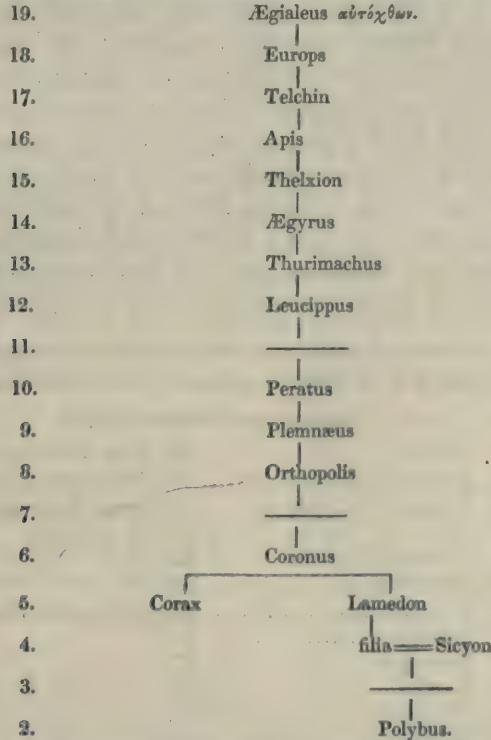 19. Ægialeus αὐτόχθων.
18. Europs
17. Telchin
16. Apis
15. Thelxion
14. Ægyrus
13. Thurimachus
12. Leucippus
11.
10. Peratus
9. Plemnæus
8. Orthopolis
7.
6. Coronus
5. Corax Lamedon
4. filia Sicyon
3.
2. Polybus.